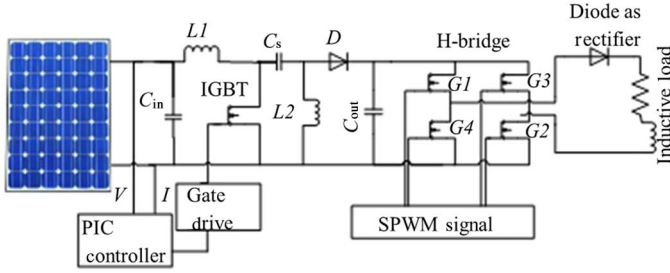 Diode as
rectifier
L1
Cs
D
H-bridge
Cin
IGBT
L2
Cout
G1
G3
G4
G2
Inductive load
V
I
Gate
drive
PIC
controller
SPWM signal